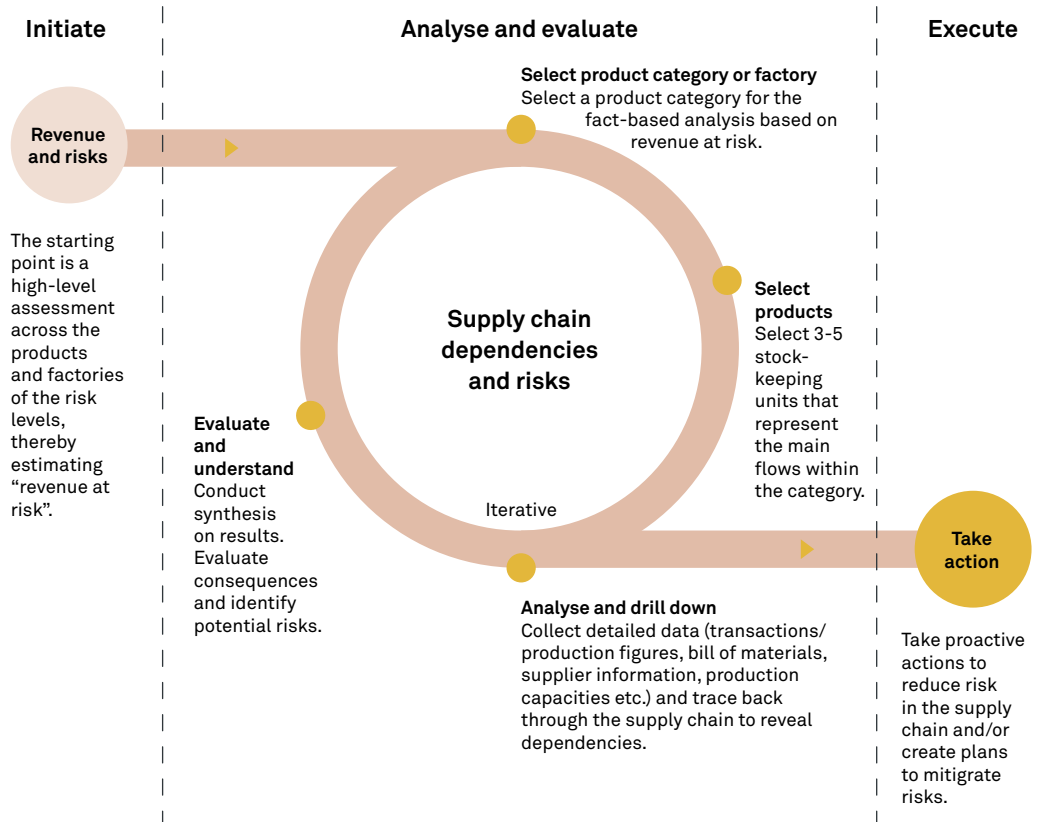 Initiate
Analyse and evaluate
Execute
Revenue
and risks
The starting
point is a
high-level
assessment
across the
products
and factories
of the risk
levels,
thereby
estimating
“revenue at
risk”.
Select product category or factory
Select a product category for the
fact-based analysis based on
revenue at risk.
Supply chain
dependencies
and risks
Select
products
Select 3-5
stock-
keeping
units that
represent
the main
flows within
the category.
Evaluate
and
understand
Conduct
synthesis
on results.
Evaluate
consequences
and identify
potential risks.
Iterative
Analyse and drill down
Collect detailed data (transactions/
production figures, bill of materials,
supplier information, production
capacities etc.) and trace back
through the supply chain to reveal
dependencies.
Take
action
Take proactive
actions to
reduce risk
in the supply
chain and/or
create plans
to mitigrate
risks.